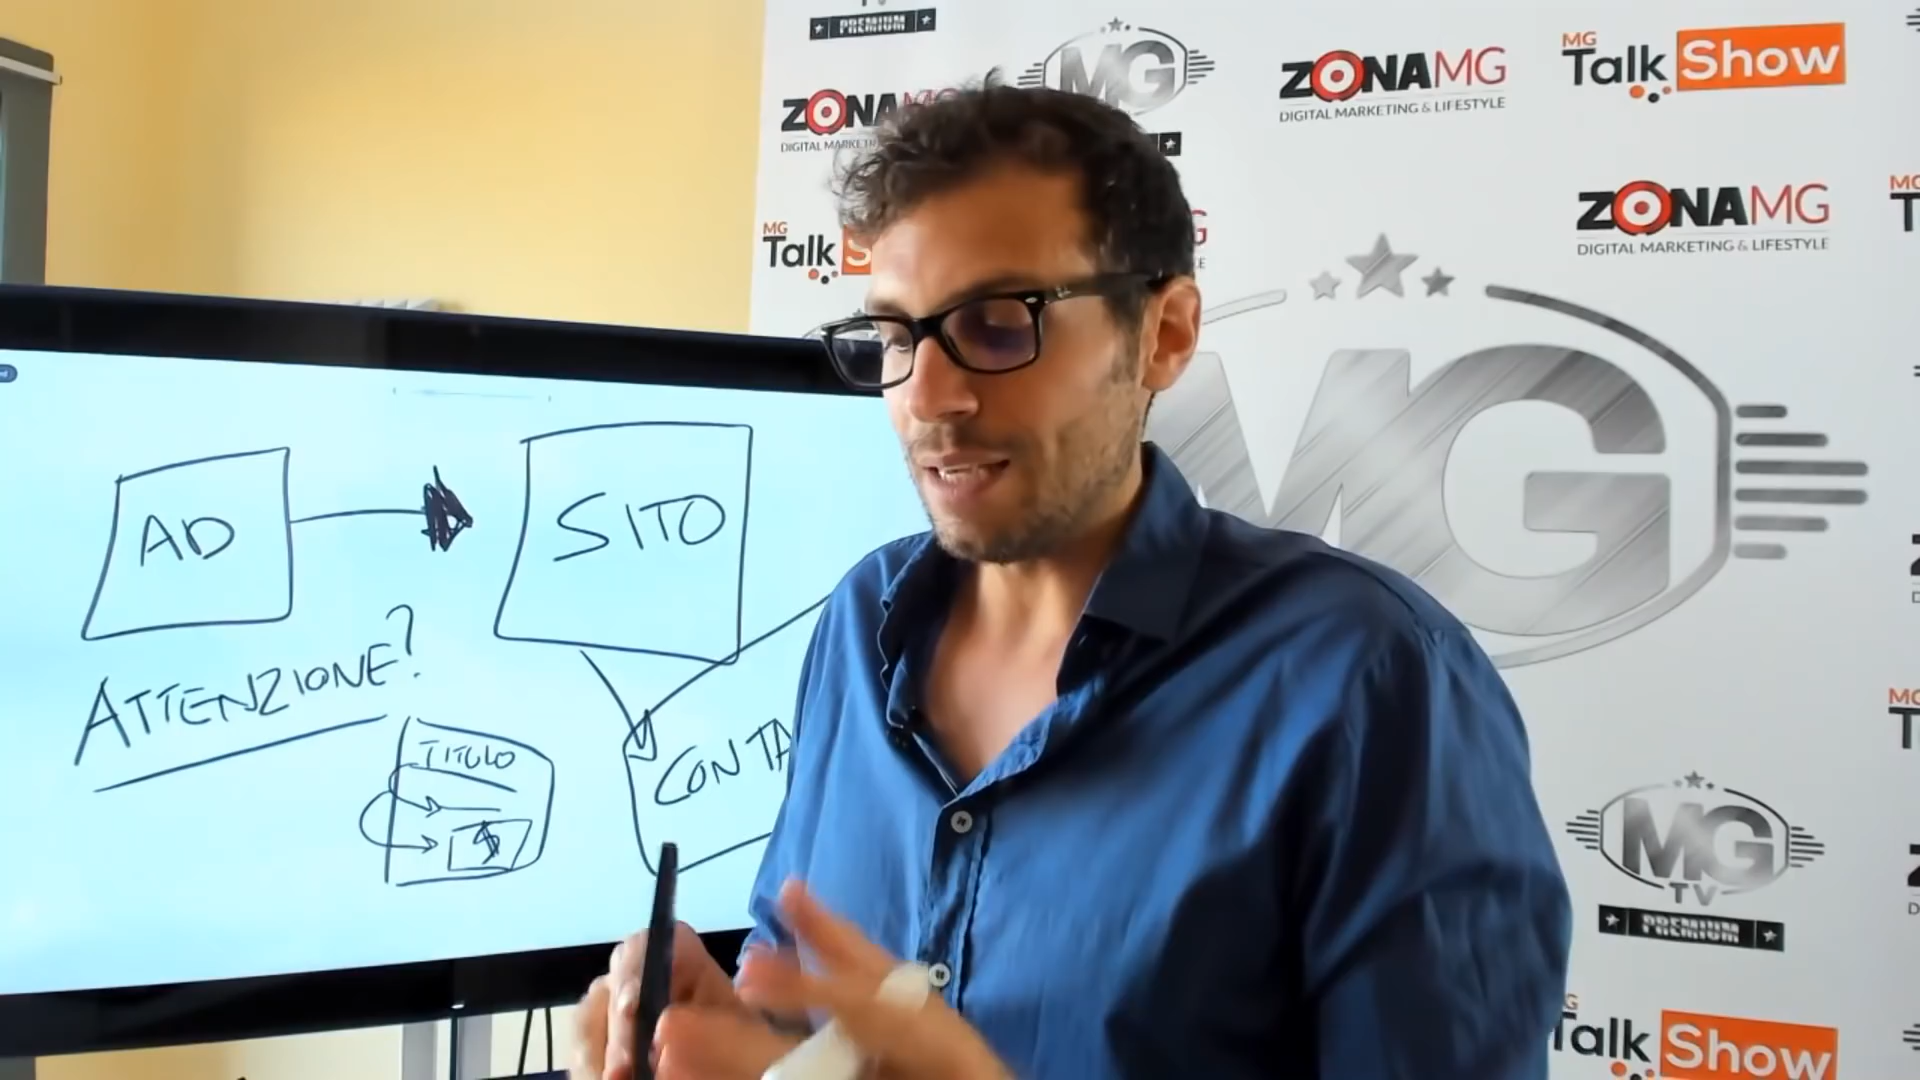 PREMIUM
ZONAMG
DIGITAL MARKETING & LIFESTYLE
MG
Talk Show
MG
ZONA
DIGITAL
ZONAMG
DIGITAL MARKETING & LIFESTYLE
MG
Talk S
MG
AD
SITO
ATTENZIONE?
TITOLO
$
CONTA
MG
TV
PREMIUM
Talk Show